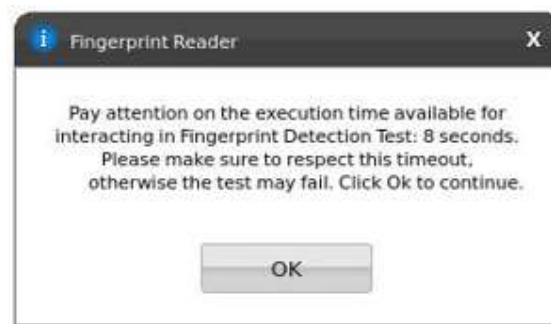 Fingerprint Reader
X
Pay attention on the execution time available for
interacting in Fingerprint Detection Test: 8 seconds.
Please make sure to respect this timeout,
otherwise the test may fail. Click Ok to continue.
OK